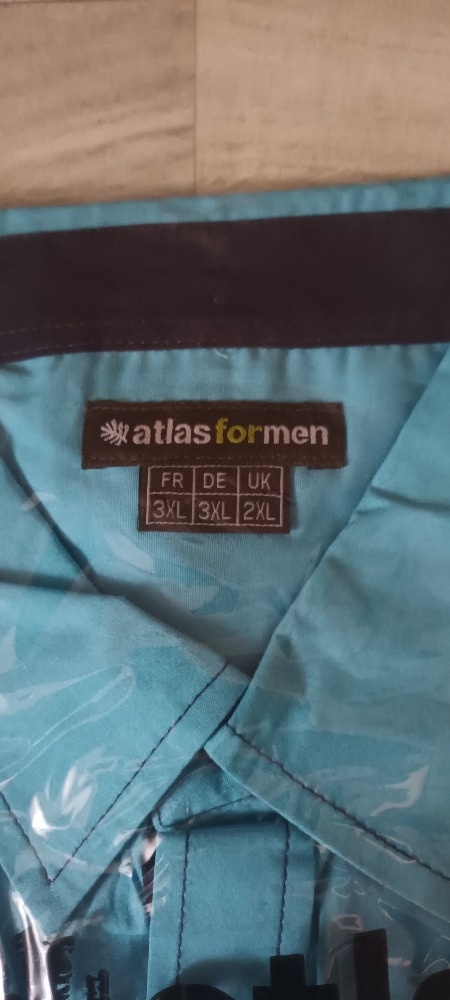 atlasformen
FR DE UK
3XL 3XL 2XL